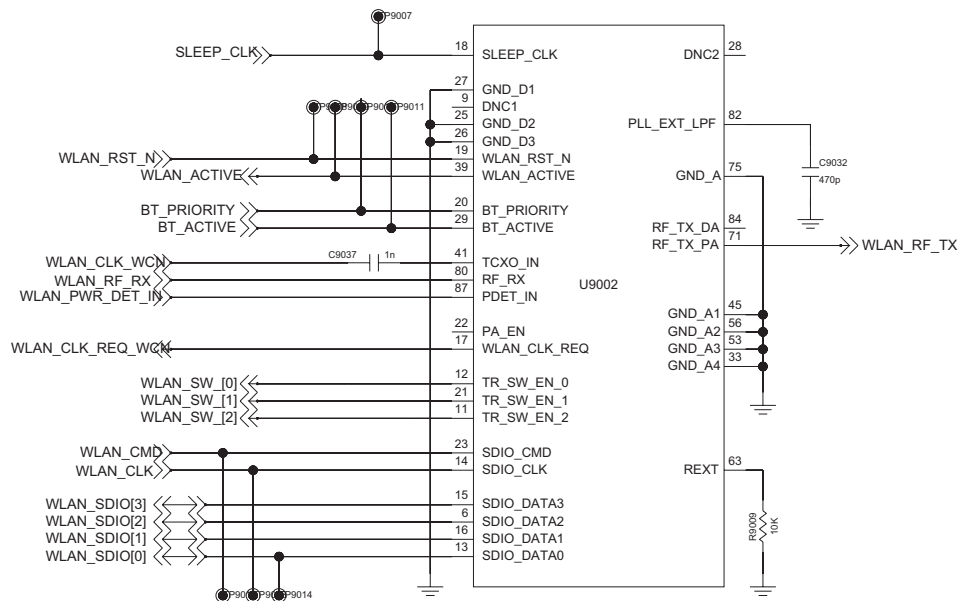 P9007
SLEEP_CLK 18 SLEEP_CLK DNC2 28
27 GND_D1
9 DNC1
P9011
25 GND_D2 PLL_EXT_LPF 82
26 GND_D3
WLAN_RST_N 19 WLAN_RST_N
WLAN_ACTIVE 39 WLAN_ACTIVE GND_A 75
C9032
470p
BT_PRIORITY 20 BT_PRIORITY
BT_ACTIVE 29 BT_ACTIVE RF_TX_DA 84
RF_TX_PA 71 WLAN_RF_TX
WLAN_CLK_WCN C9037 1n 41 TCXO_IN
WLAN_RF_RX 80 RF_RX
WLAN_PWR_DET_IN 87 PDET_IN
U9002
GND_A1 45
22 PA_EN GND_A2 56
WLAN_CLK_REQ_WCN 17 WLAN_CLK_REQ GND_A3 53
GND_A4 33
WLAN_SW_[0] 12 TR_SW_EN_0
WLAN_SW_[1] 21 TR_SW_EN_1
WLAN_SW_[2] 11 TR_SW_EN_2
WLAN_CMD 23 SDIO_CMD
WLAN_CLK 14 SDIO_CLK REXT 63
WLAN_SDIO[3] 15 SDIO_DATA3
WLAN_SDIO[2] 6 SDIO_DATA2
WLAN_SDIO[1] 16 SDIO_DATA1
WLAN_SDIO[0] 13 SDIO_DATA0
R9009
10K
P9014